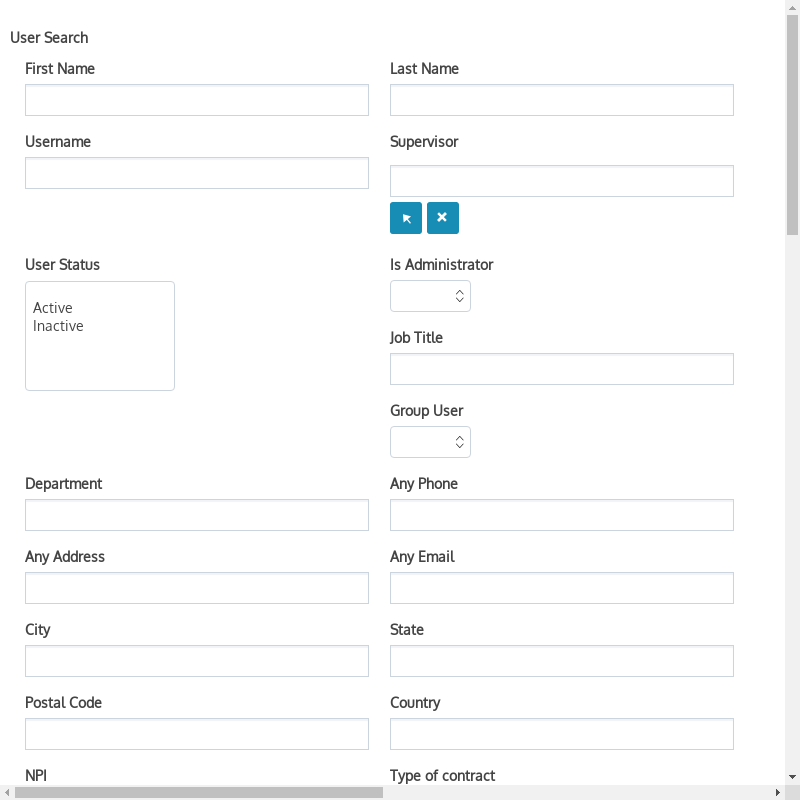 User Search
First Name
Last Name
Username
Supervisor
User Status
Is Administrator
Active
Inactive
Job Title
Group User
Department
Any Phone
Any Address
Any Email
City
State
Postal Code
Country
NPI
Type of contract